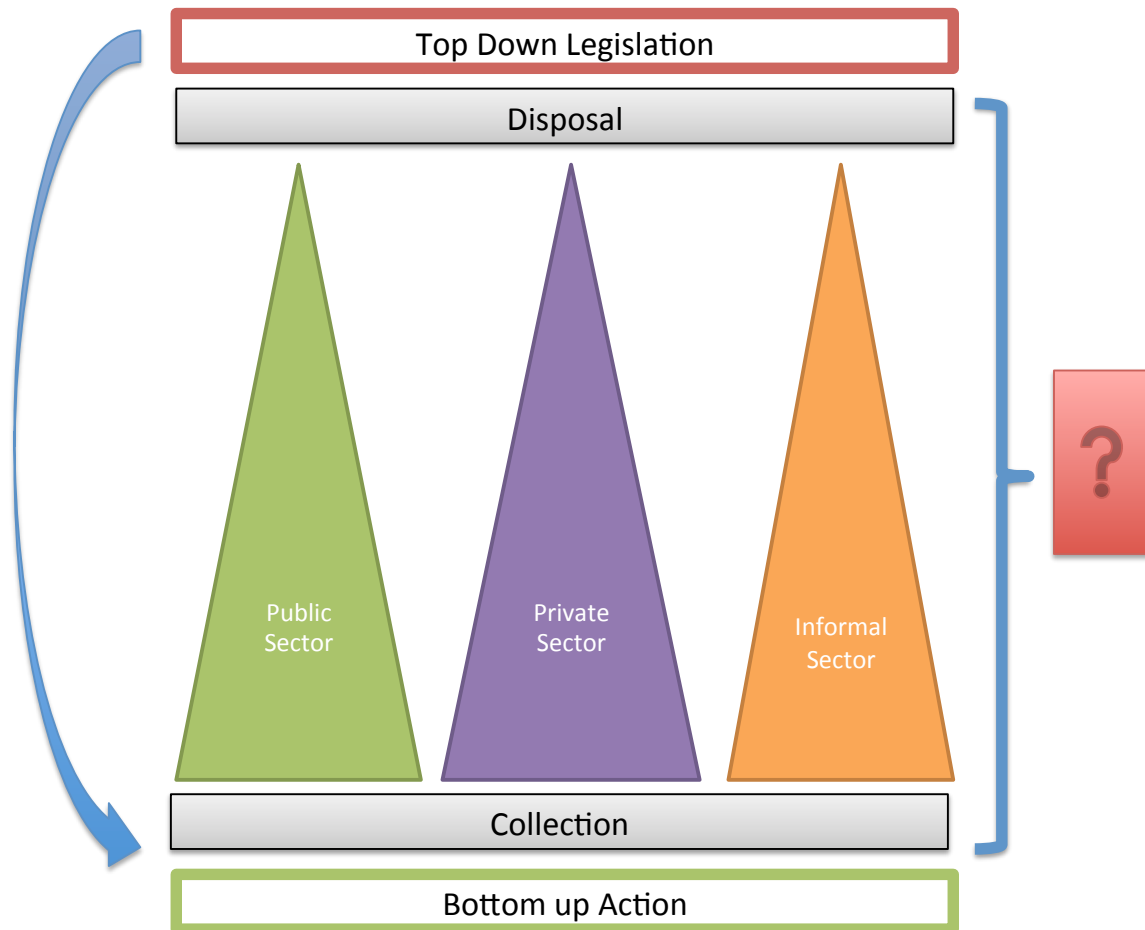 Top Down Legislation
Disposal
Public
Sector
Private
Sector
Informal
Sector
?
Collection
Bottom up Action